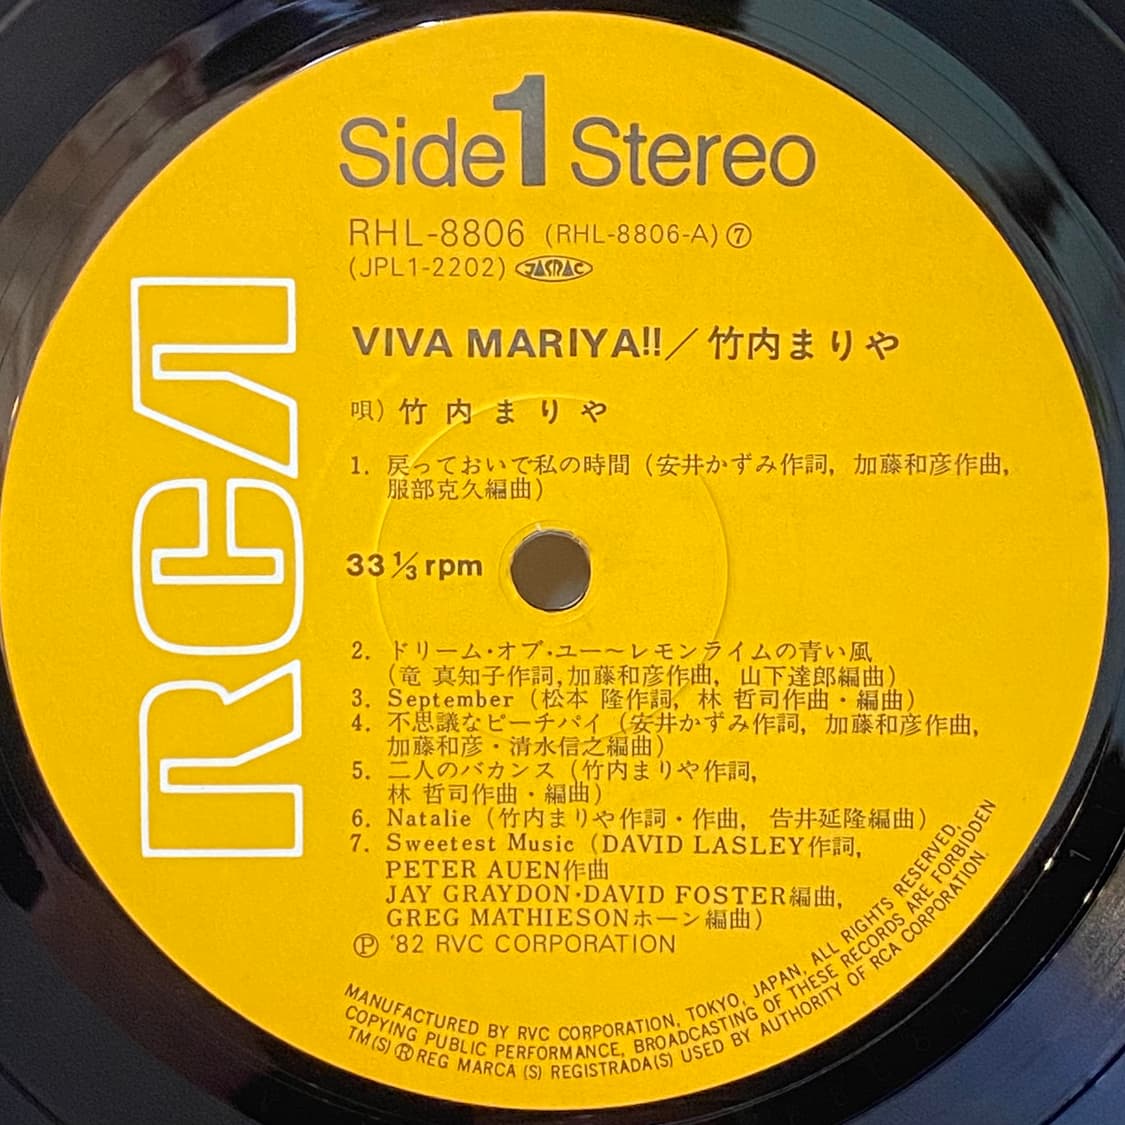 Side 1 Stereo
RHL-8806 (RHL-8806-A) ⑦
(JPL1-2202) JASRAC
VIVA MARIYA!!／竹内まりや
唄) 竹内まりや
1. 戻っておいで私の時間 (安井かずみ作詞, 加藤和彦作曲,
服部克久編曲)
33 1/3 rpm
2. ドリーム・オブ・ユー～レモンライムの青い風
(竜 真知子作詞, 加藤和彦作曲, 山下達郎編曲)
3. September (松本 隆作詞, 林 哲司作曲・編曲)
4. 不思議なピーチパイ (安井かずみ作詞, 加藤和彦作曲,
加藤和彦・清水信之編曲)
5. 二人のバカンス (竹内まりや作詞,
林 哲司作曲・編曲)
6. Natalie (竹内まりや作詞・作曲, 告井延隆編曲)
7. Sweetest Music (DAVID LASLEY作詞,
PETER AUEN作曲
JAY GRAYDON・DAVID FOSTER編曲,
GREG MATHIESONホーン編曲)
Ⓟ '82 RVC CORPORATION
MANUFACTURED BY RVC CORPORATION, TOKYO, JAPAN, ALL RIGHTS RESERVED.
COPYING PUBLIC PERFORMANCE, BROADCASTING OF THESE RECORDS ARE FORBIDDEN
TM(S) ® REG MARCA (S) REGISTRADA(S) USED BY AUTHORITY OF RCA CORPORATION.
RCA